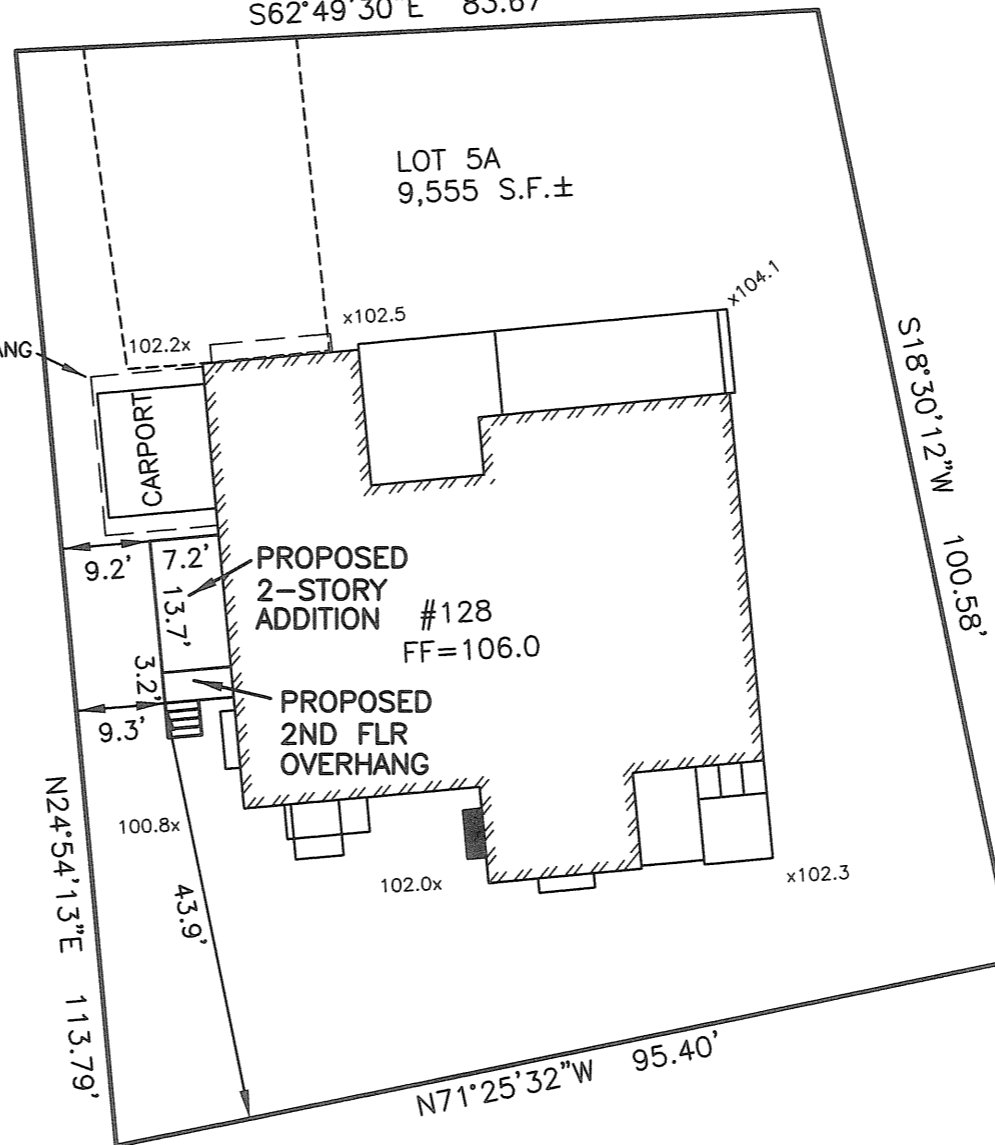 S62°49'30"E 83.67'
LOT 5A
9,555 S.F.±
x104.1
x102.5
102.2x
CARPORT
S18°30'12"W 100.58'
9.2'
7.2'
13.7'
PROPOSED
2-STORY
ADDITION
#128
FF=106.0
3.2'
9.3'
PROPOSED
2ND FLR
OVERHANG
N24°54'13"E 113.79'
100.8x
43.9'
102.0x
x102.3
N71°25'32"W 95.40'